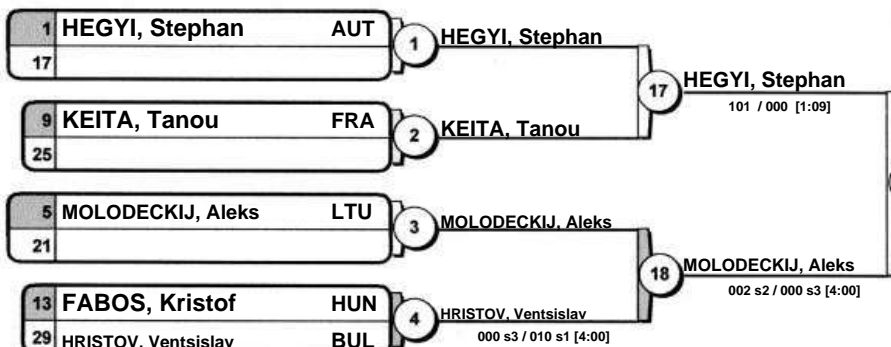 1 HEGYI, Stephan AUT
17
1
HEGYI, Stephan
9 KEITA, Tanou FRA
25
2
KEITA, Tanou
17
HEGYI, Stephan
101 / 000 [1:09]
5 MOLODECKIJ, Aleks LTU
21
3
MOLODECKIJ, Aleks
13 FABOS, Kristof HUN
29 HRISTOV, Ventsislav BUL
4
HRISTOV, Ventsislav
000 s3 / 010 s1 [4:00]
18
MOLODECKIJ, Aleks
002 s2 / 000 s3 [4:00]